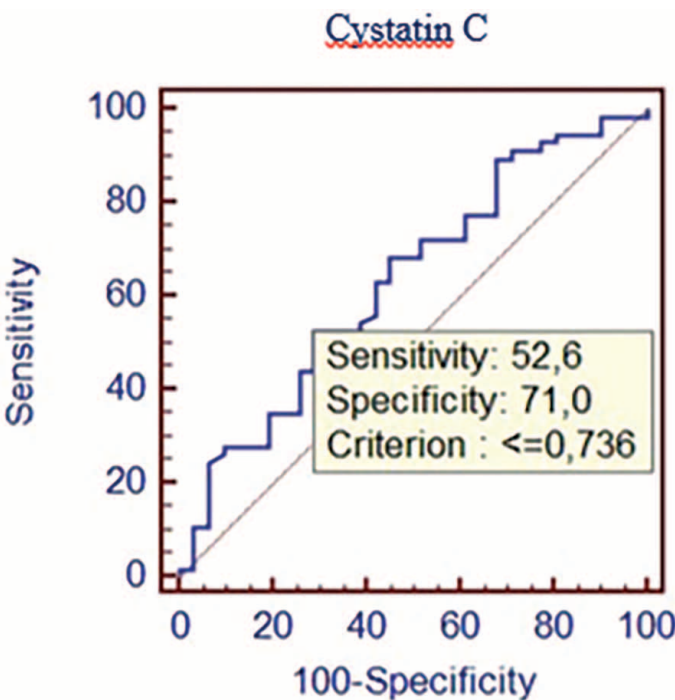 Cystatin C
100
80
60
40
20
0
Sensitivity
Sensitivity: 52,6
Specificity: 71,0
Criterion : <=0,736
0 20 40 60 80 100
100-Specificity